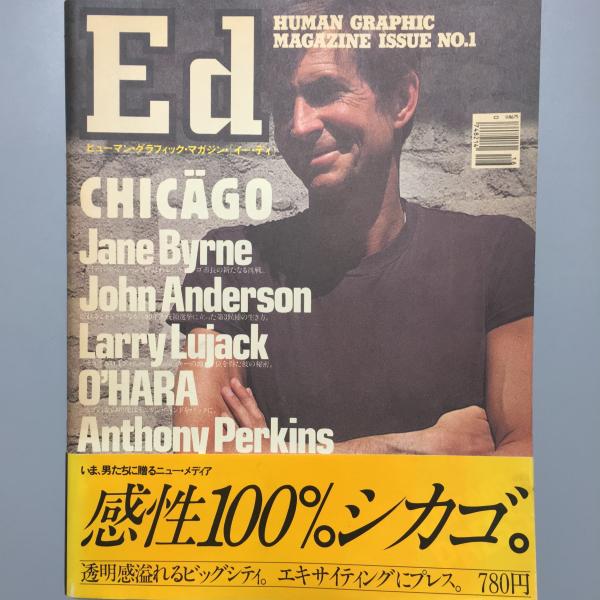 Ed
HUMAN GRAPHIC
MAGAZINE ISSUE NO.1
ヒューマン・グラフィック・マガジン/イー・ディ
CHICÄGO
Jane Byrne
John Anderson
Larry Lujack
O'HARA
Anthony Perkins
いま、男たちに贈るニュー・メディア
感性100%シカゴ。
透明感溢れるビッグシティ。エキサイティングにプレス。 780円